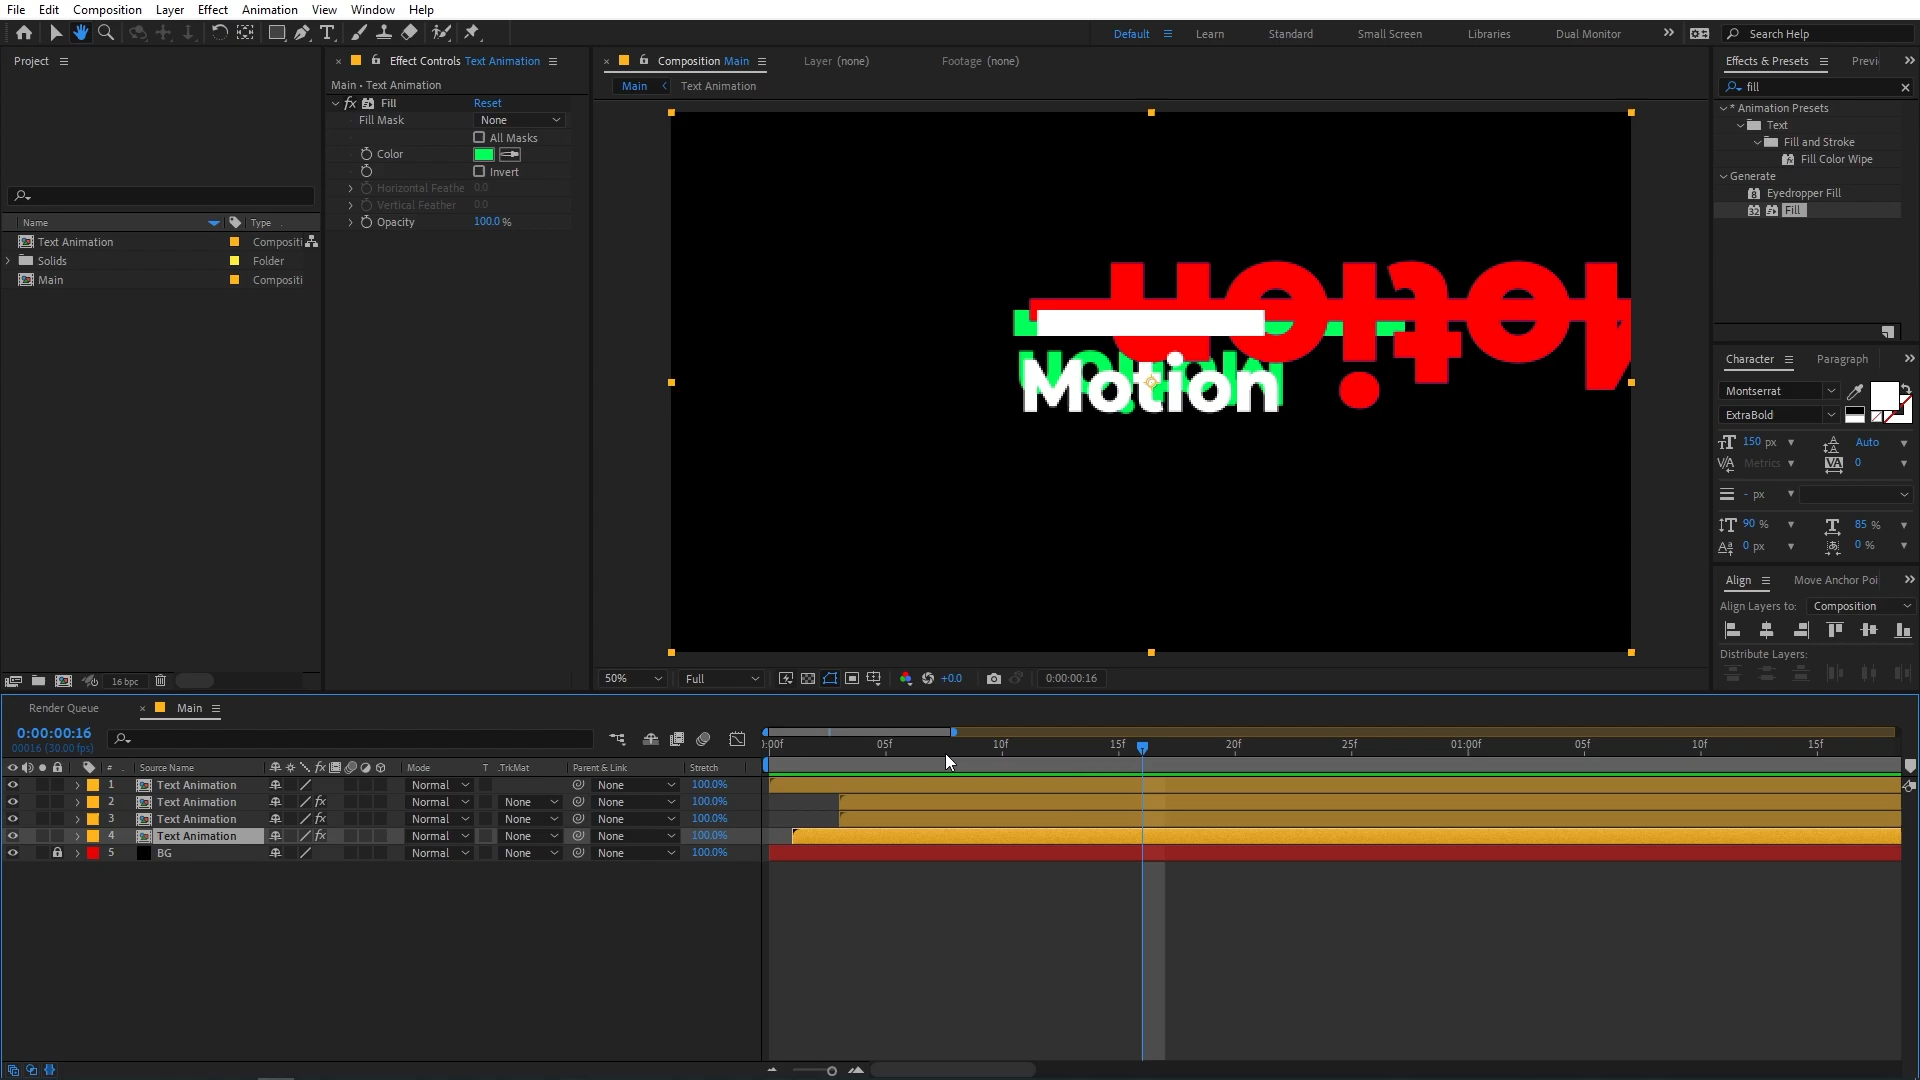 File Edit Composition Layer Effect Animation View Window Help
Default Learn Standard Small Screen Libraries Dual Monitor Search Help
Project
Name Type
Text Animation Compositi
Solids Folder
Main Compositi
16 bpc
Effect Controls Text Animation
Main • Text Animation
fx Fill Reset
Fill Mask None
All Masks
Color
Invert
Horizontal Feathe 0.0
Vertical Feather 0.0
Opacity 100.0 %
Composition Main Layer (none) Footage (none)
Main Text Animation
Motion
Motion
Motion
50% Full +0.0 0:00:00:16
Effects & Presets Previ
fill
* Animation Presets
Text
Fill and Stroke
Fill Color Wipe
Generate
Eyedropper Fill
Fill
Character Paragraph
Montserrat
ExtraBold
150 px Auto
Metrics 0
- px
90 % 85 %
0 px 0 %
Align Move Anchor Poi
Align Layers to: Composition
Distribute Layers:
Render Queue Main
0:00:00:16
00016 (30.00 fps)
:00f 05f 10f 15f 20f 25f 01:00f 05f 10f 15f
# Source Name fx Mode T .TrkMat Parent & Link Stretch
1 Text Animation Normal None 100.0%
2 Text Animation fx Normal None None 100.0%
3 Text Animation fx Normal None None 100.0%
4 Text Animation fx Normal None None 100.0%
5 BG Normal None None 100.0%